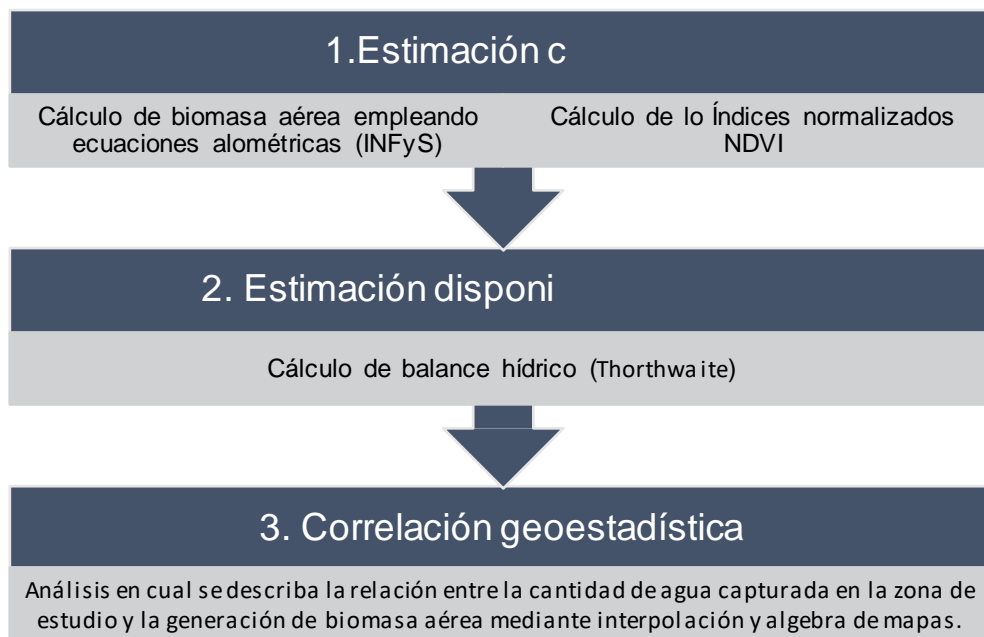 1.Estimación c
Cálculo de biomasa aérea empleando
ecuaciones alométricas (INFyS)
Cálculo de lo Índices normalizados
NDVI
2. Estimación disponi
Cálculo de balance hídrico (Thorthwaite)
3. Correlación geoestadística
Análisis en cual se describa la relación entre la cantidad de agua capturada en la zona de
estudio y la generación de biomasa aérea mediante interpolación y algebra de mapas.